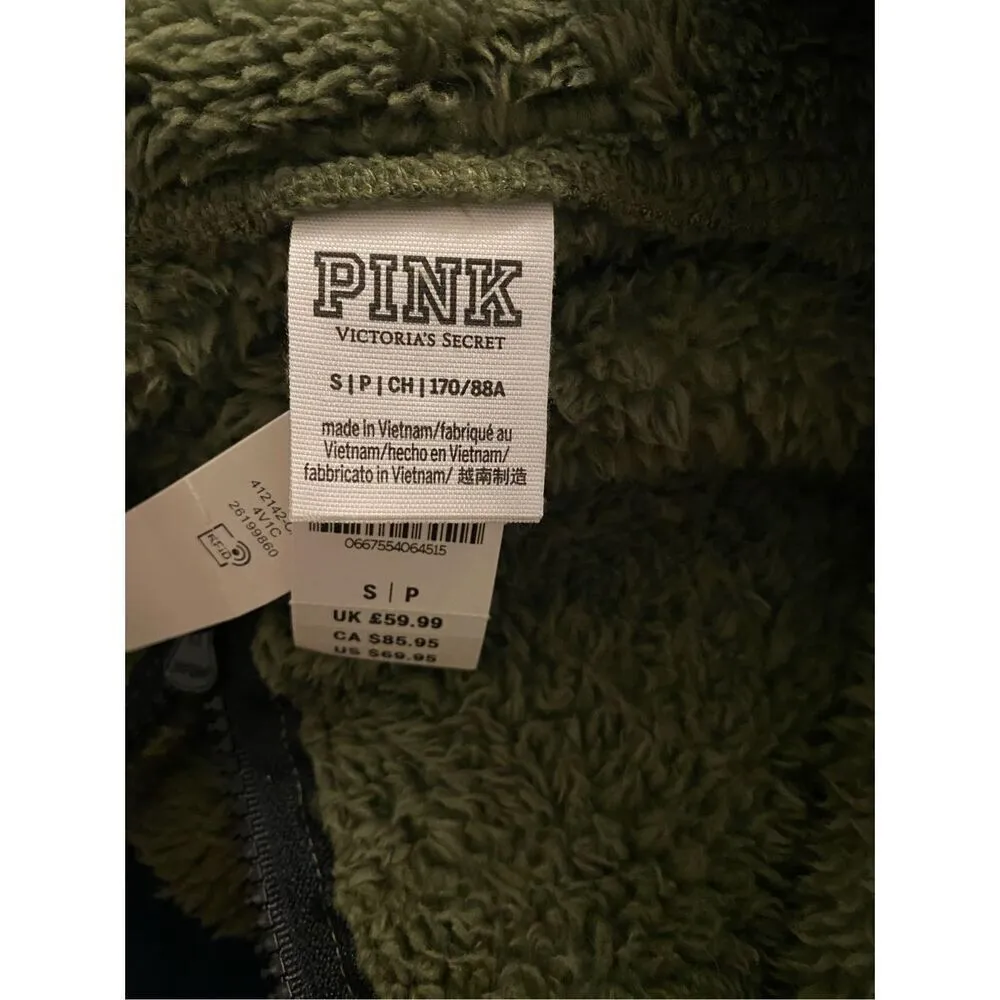 PINK
VICTORIA'S SECRET
S | P | CH | 170/88A
made in Vietnam/fabriqué au
Vietnam/hecho en Vietnam/
fabbricato in Vietnam/ 越南制造
412142-C
4V1C
26199860
RFID
0667554064515
S | P
UK £59.99
CA $85.95
US $69.95